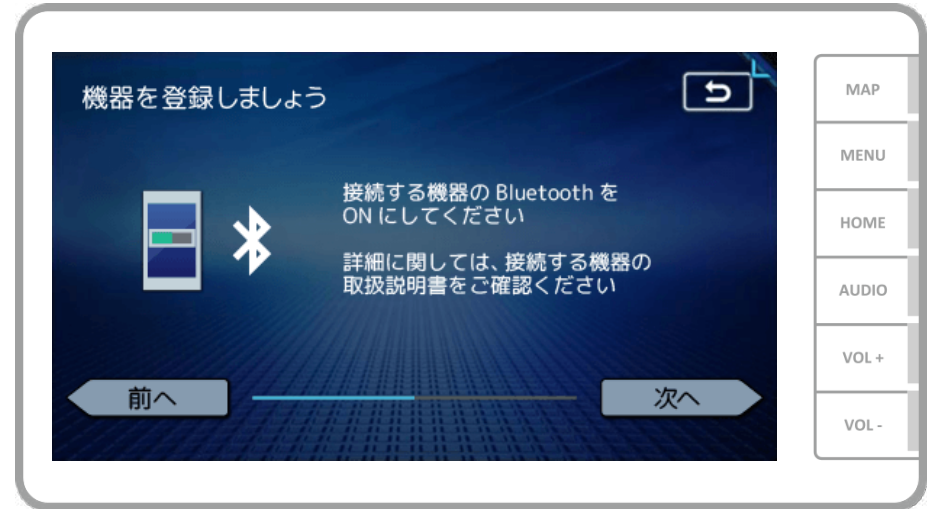 機器を登録しましょう
接続する機器の Bluetooth を
ON にしてください
詳細に関しては、接続する機器の
取扱説明書をご確認ください
前へ
次へ
MAP
MENU
HOME
AUDIO
VOL +
VOL -